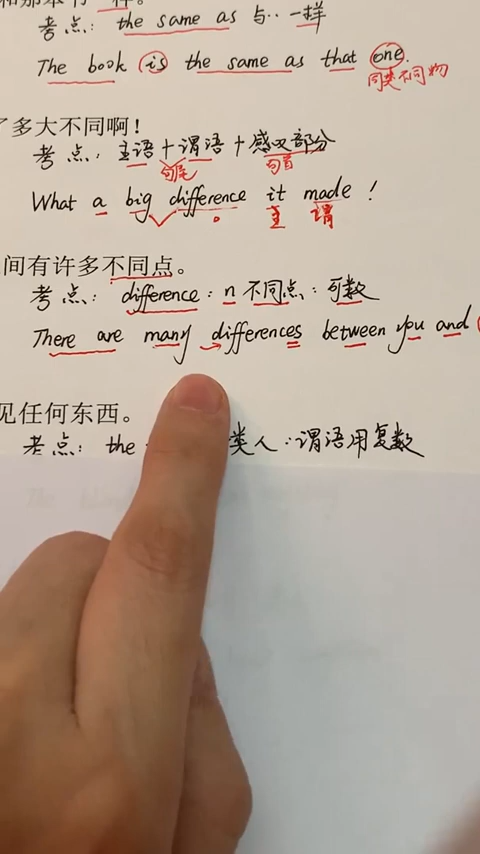 考点：the same as 与··一样
The book is the same as that one.
同类不同物
了多大不同啊！
考点：主语＋谓语＋感叹部分
句尾 句首
What a big difference it made！
主 谓
间有许多不同点。
考点：difference：n 不同点：可数
There are many differences between you and
见任何东西。
考点：the 类人：谓语用复数